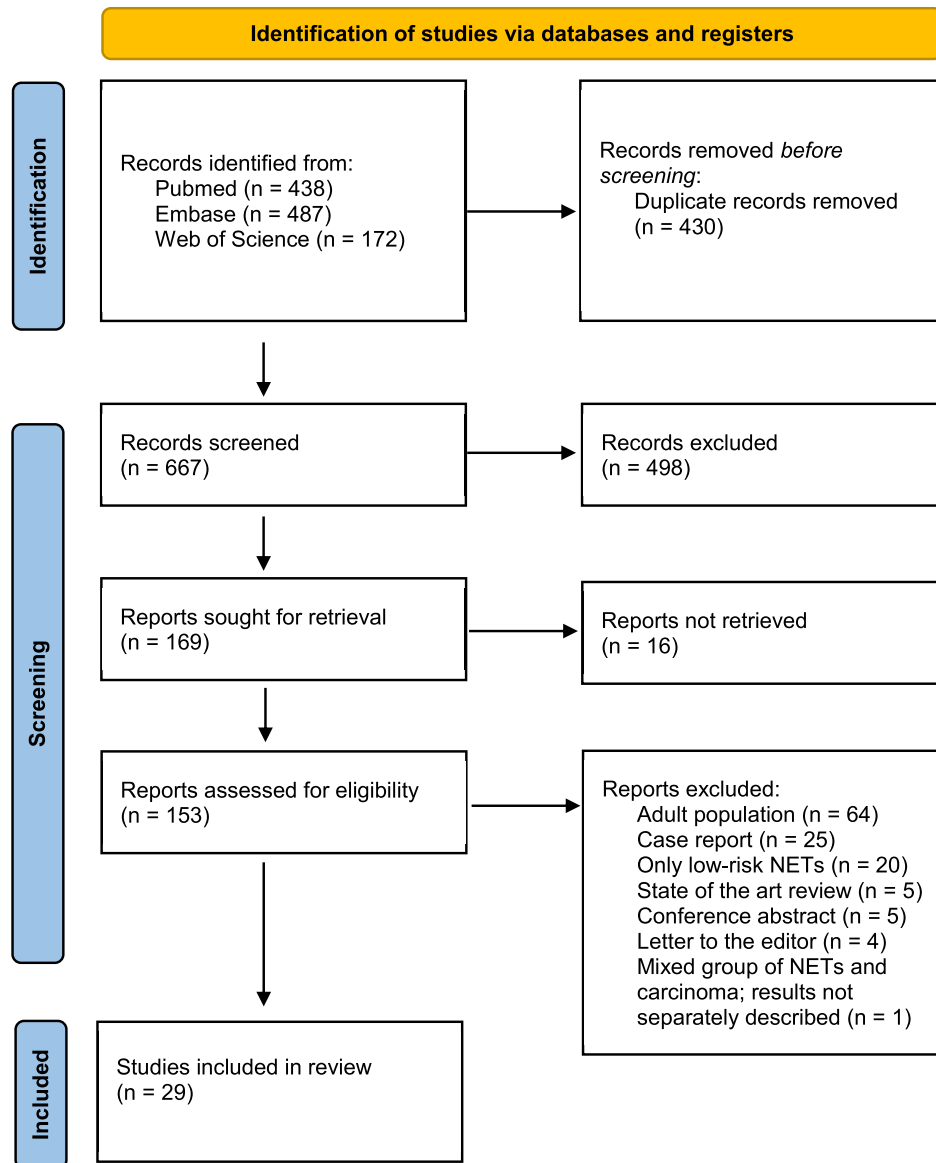 Identification of studies via databases and registers
Identification
Records identified from:
Pubmed (n = 438)
Embase (n = 487)
Web of Science (n = 172)
Records removed before
screening:
Duplicate records removed
(n = 430)
Screening
Records screened
(n = 667)
Records excluded
(n = 498)
Reports sought for retrieval
(n = 169)
Reports not retrieved
(n = 16)
Reports assessed for eligibility
(n = 153)
Reports excluded:
Adult population (n = 64)
Case report (n = 25)
Only low-risk NETs (n = 20)
State of the art review (n = 5)
Conference abstract (n = 5)
Letter to the editor (n = 4)
Mixed group of NETs and
carcinoma; results not
separately described (n = 1)
Included
Studies included in review
(n = 29)